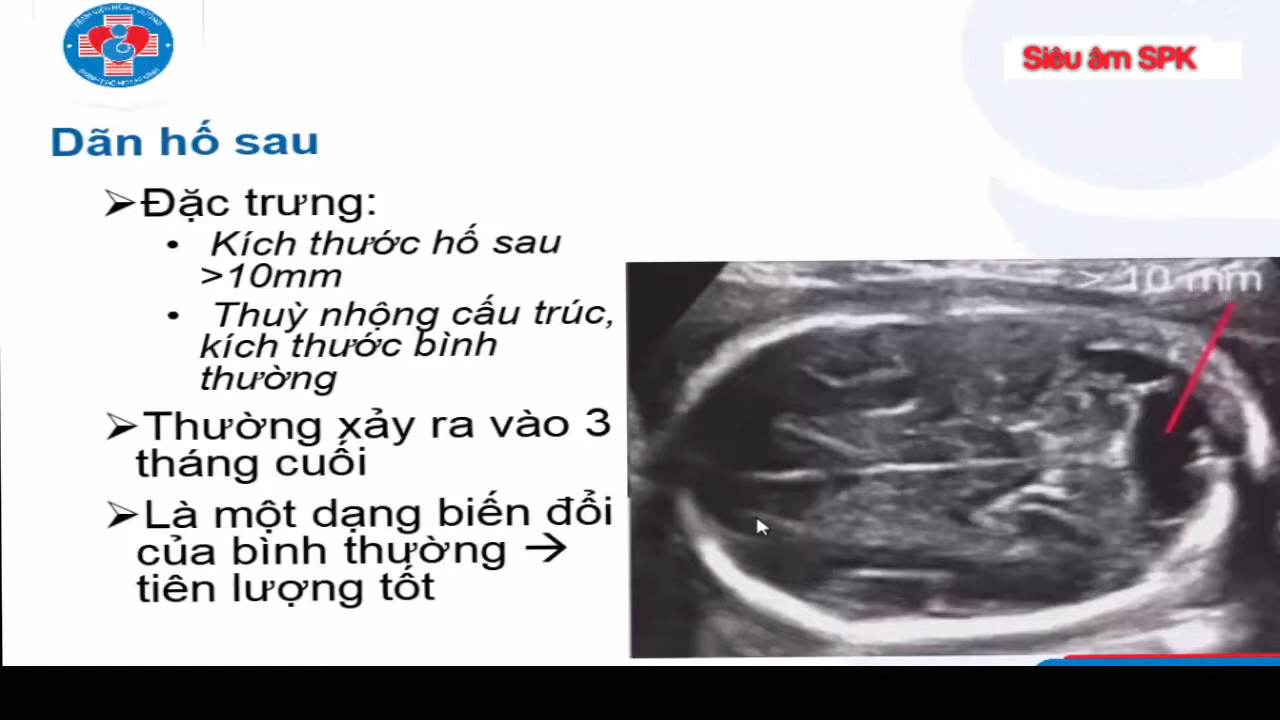 Siêu âm SPK
Dãn hố sau
Đặc trưng:
Kích thước hố sau
>10mm
Thuỳ nhộng cấu trúc,
kích thước bình
thường
Thường xảy ra vào 3
tháng cuối
Là một dạng biến đổi
của bình thường →
tiên lượng tốt
> 10 mm